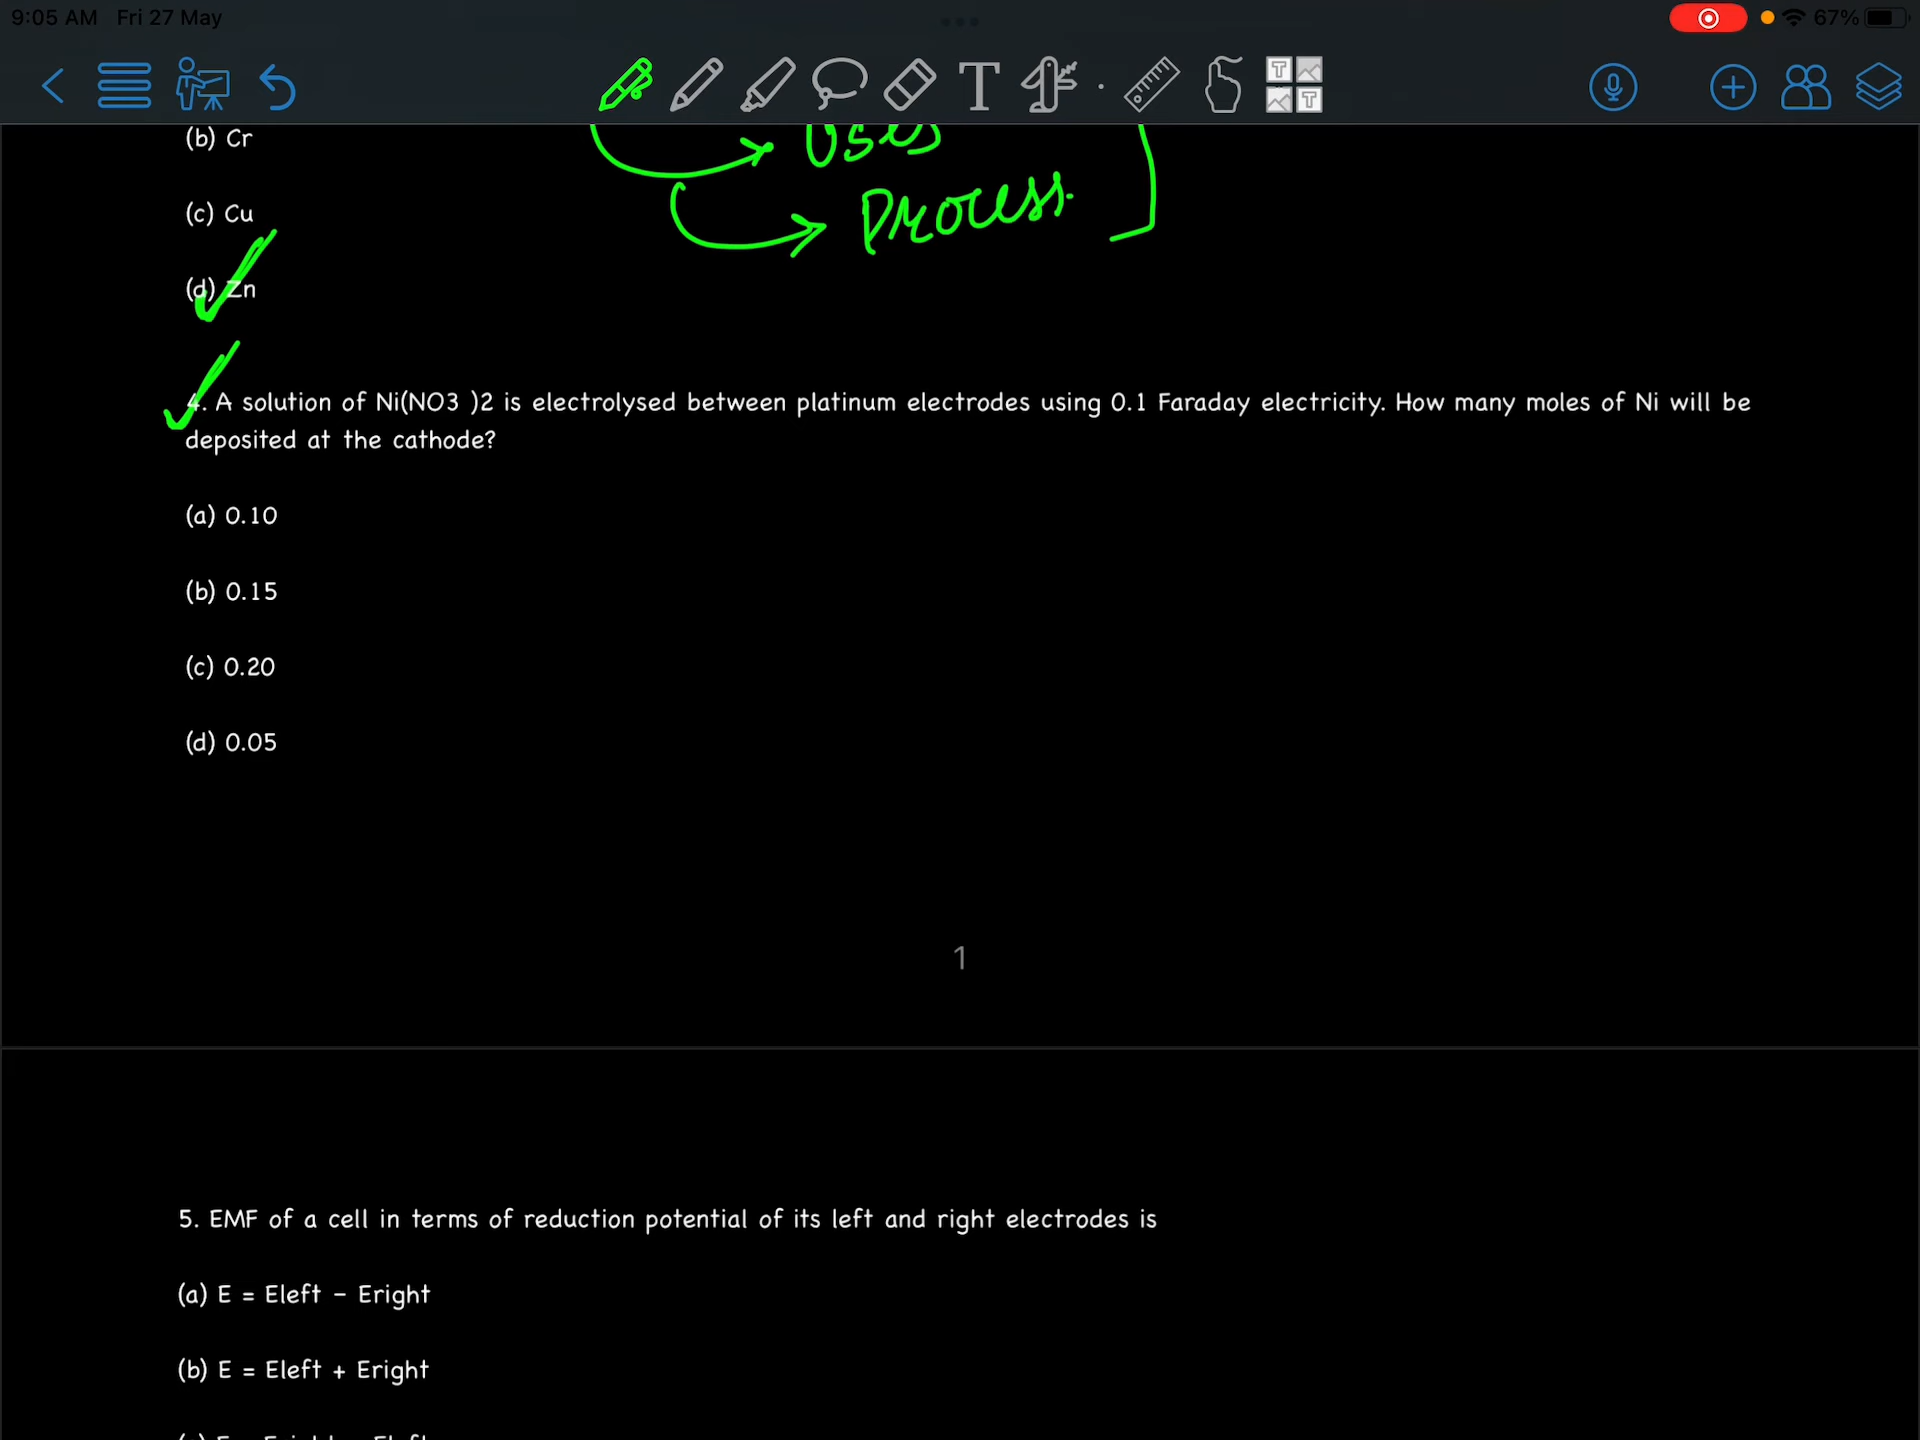 9:05 AM Fri 27 May
67%
T
(b) Cr
Uses
(c) Cu
Process.
(d) Zn
4. A solution of Ni(NO3 )2 is electrolysed between platinum electrodes using 0.1 Faraday electricity. How many moles of Ni will be
deposited at the cathode?
(a) 0.10
(b) 0.15
(c) 0.20
(d) 0.05
1
5. EMF of a cell in terms of reduction potential of its left and right electrodes is
(a) E = Eleft - Eright
(b) E = Eleft + Eright